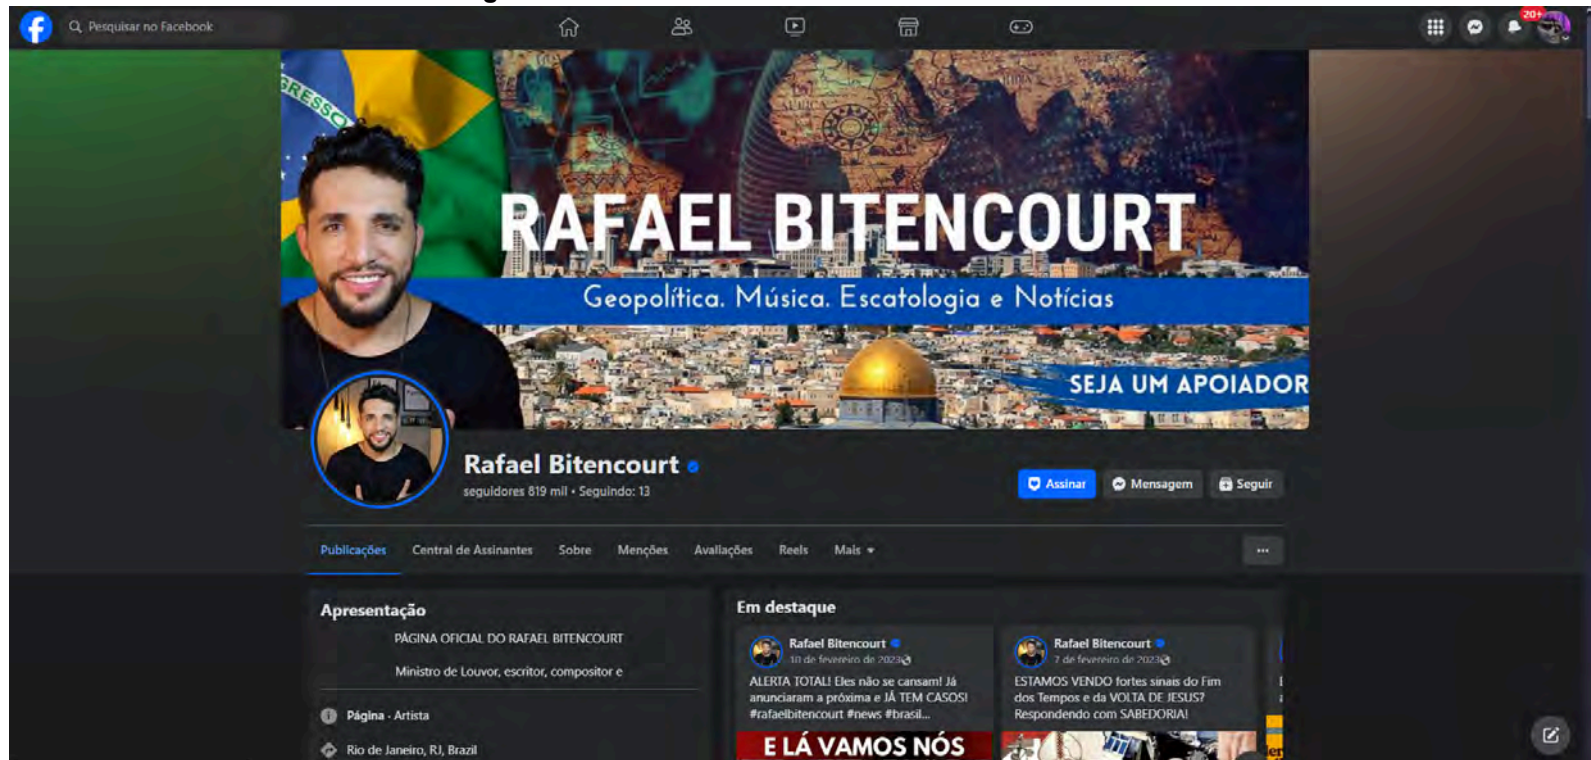 Pesquisar no Facebook
20+
GRESSO
ÁFRICA
RAFAEL BITENCOURT
Geopolítica. Música. Escatologia e Notícias
SEJA UM APOIADOR
Rafael Bitencourt
seguidores 819 mil • Seguindo: 13
Assinar
Mensagem
Seguir
Publicações Central de Assinantes Sobre Menções Avaliações Reels Mais
Apresentação
PÁGINA OFICIAL DO RAFAEL BITENCOURT
Ministro de Louvor, escritor, compositor e
Página · Artista
Rio de Janeiro, RJ, Brazil
Em destaque
Rafael Bitencourt
10 de fevereiro de 2023
ALERTA TOTAL! Eles não se cansam! Já
anunciaram a próxima e JÁ TEM CASOS!
#rafaelbitencourt #news #brasil...
E LÁ VAMOS NÓS
Rafael Bitencourt
7 de fevereiro de 2023
ESTAMOS VENDO fortes sinais do Fim
dos Tempos e da VOLTA DE JESUS?
Respondendo com SABEDORIA!